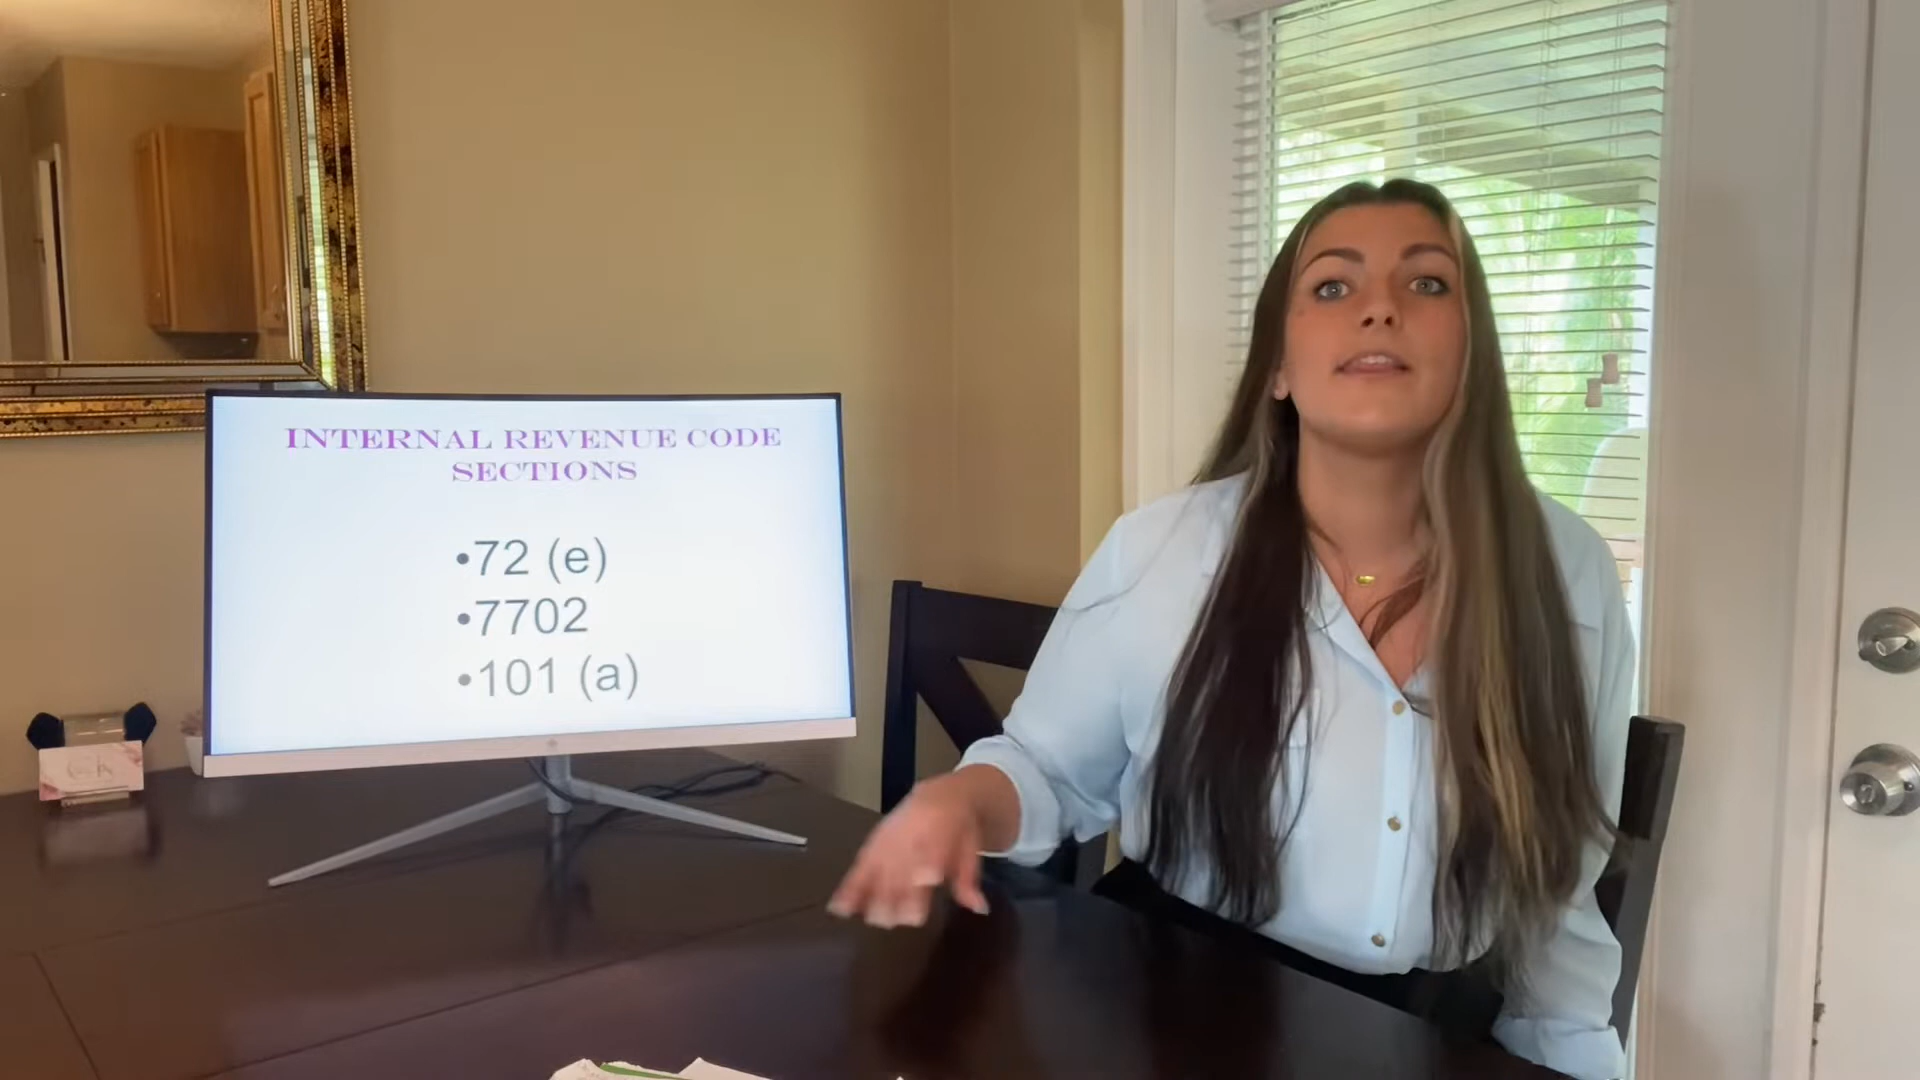 INTERNAL REVENUE CODE
SECTIONS
•72 (e)
•7702
•101 (a)